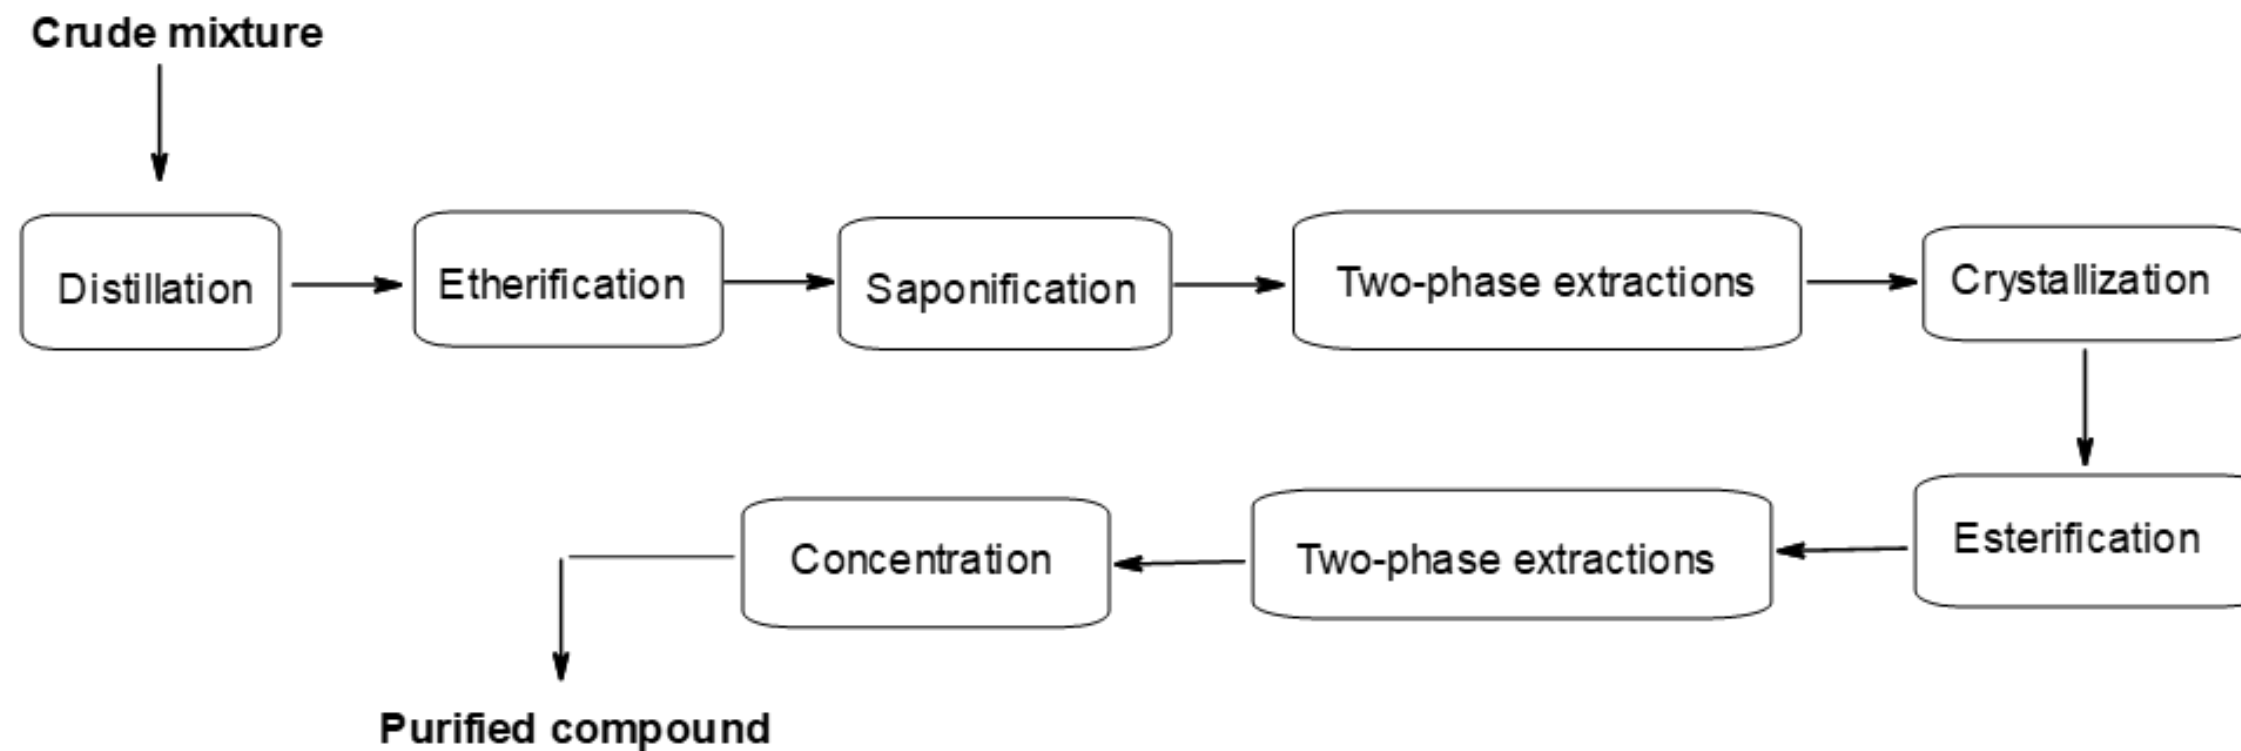 Crude mixture
Distillation
Etherification
Saponification
Two-phase extractions
Crystallization
Esterification
Two-phase extractions
Concentration
Purified compound